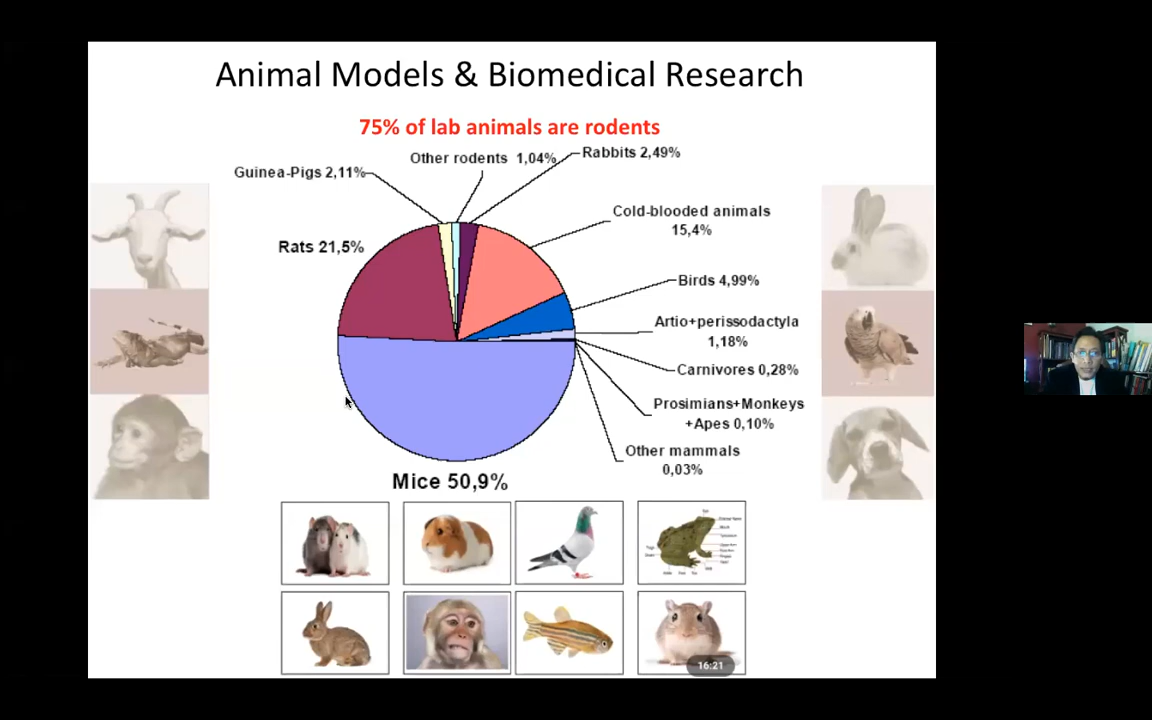 Animal Models & Biomedical Research
75% of lab animals are rodents
Other rodents 1,04%
Rabbits 2,49%
Guinea-Pigs 2,11%
Cold-blooded animals
15,4%
Rats 21,5%
Birds 4,99%
Artio+perissodactyla
1,18%
Carnivores 0,28%
Prosimians+Monkeys
+Apes 0,10%
Other mammals
0,03%
Mice 50,9%
16:21